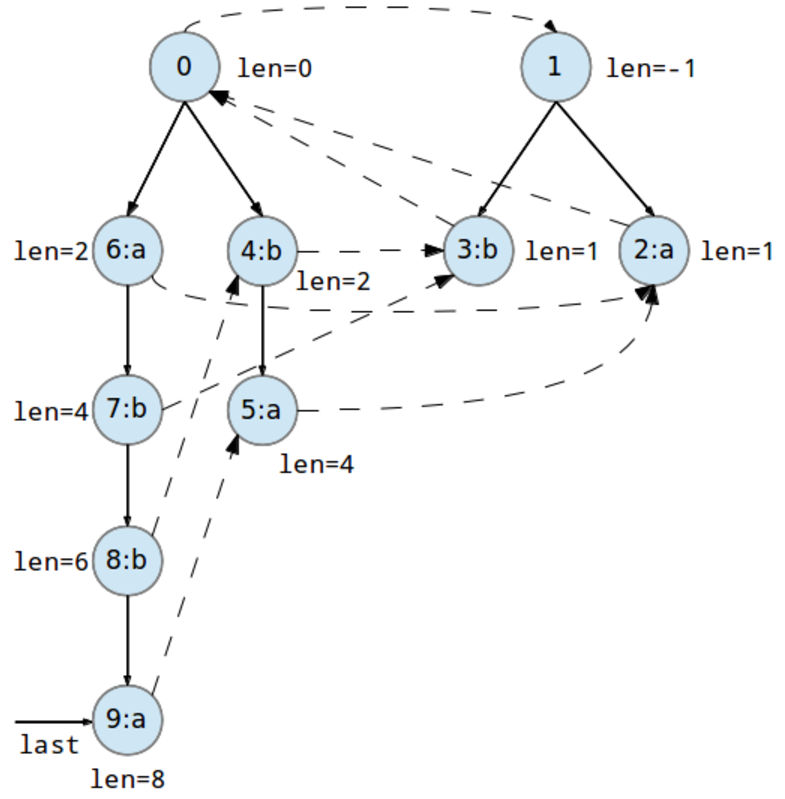 0 len=0 1 len=-1
len=2 6:a 4:b 3:b len=1 2:a len=1
len=2
len=4 7:b 5:a
len=4
len=6 8:b
9:a
last
len=8